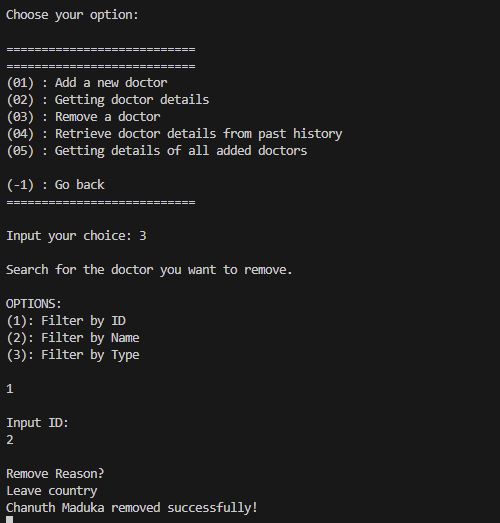 Choose your option:
===========================
===========================
(01) : Add a new doctor
(02) : Getting doctor details
(03) : Remove a doctor
(04) : Retrieve doctor details from past history
(05) : Getting details of all added doctors
(-1) : Go back
===========================
Input your choice: 3
Search for the doctor you want to remove.
OPTIONS:
(1): Filter by ID
(2): Filter by Name
(3): Filter by Type
1
Input ID:
2
Remove Reason?
Leave country
Chanuth Maduka removed successfully!